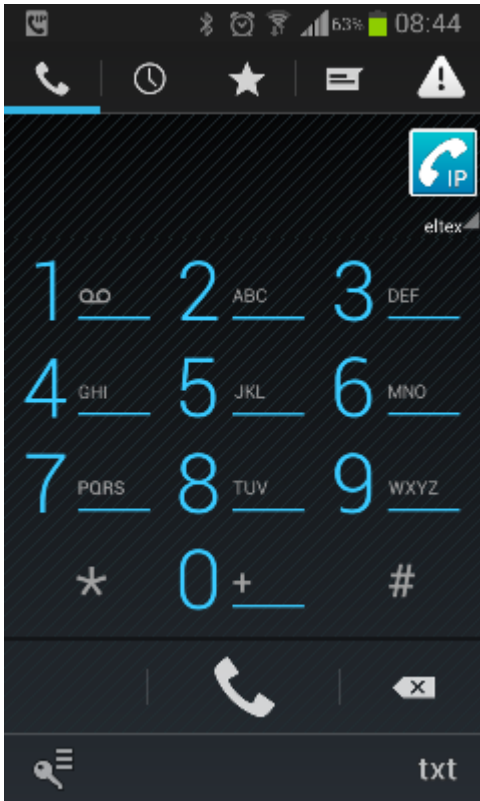 63% 08:44
IP
eltex
1 2 ABC 3 DEF
4 GHI 5 JKL 6 MNO
7 PQRS 8 TUV 9 WXYZ
* 0 + #
txt